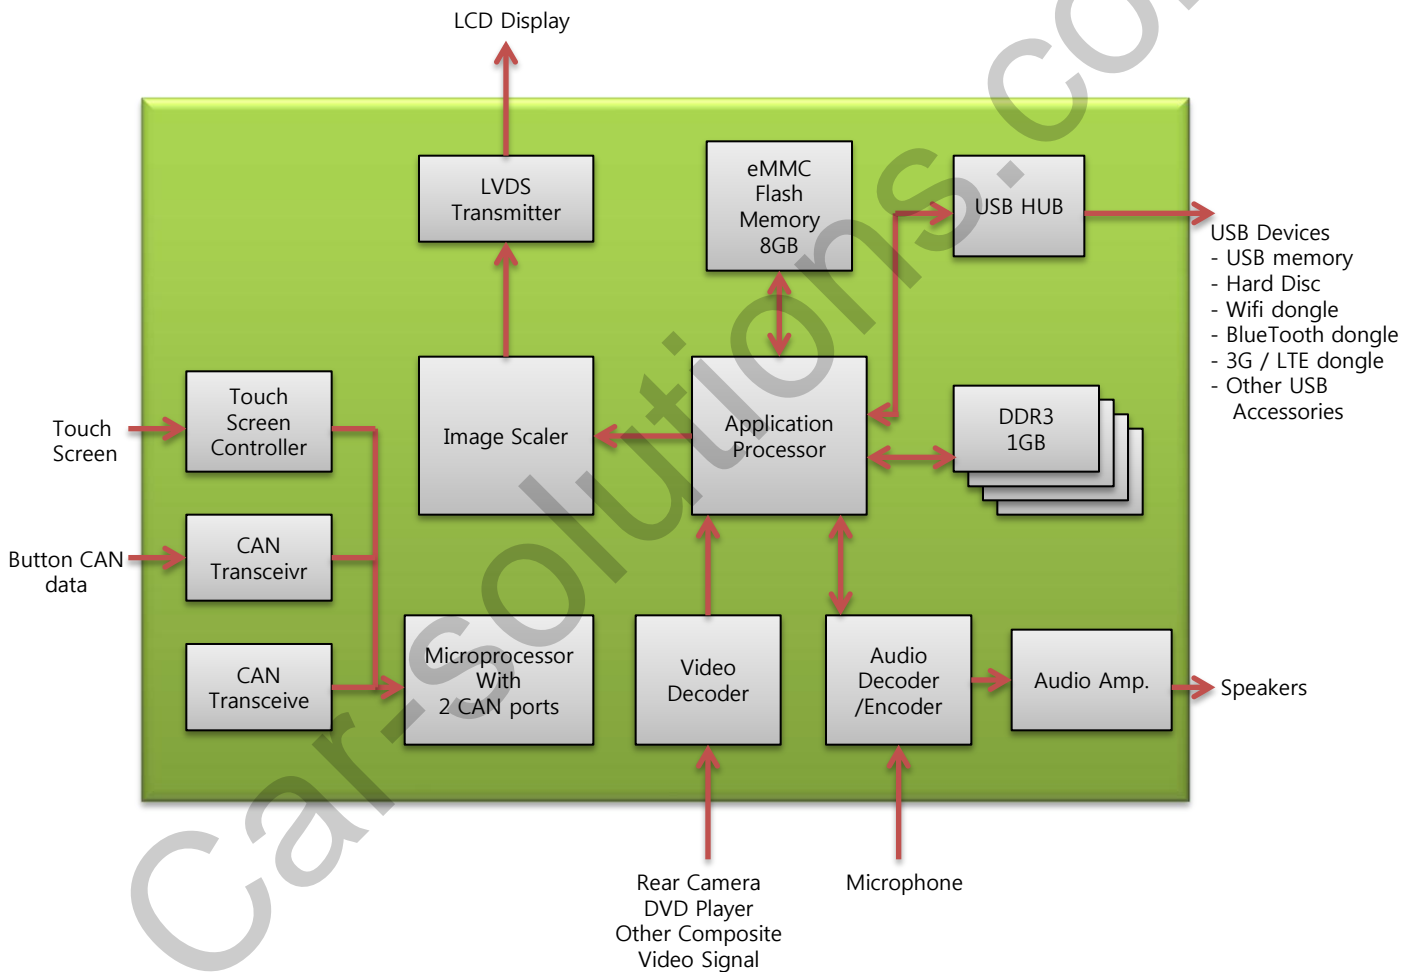 LCD Display
LVDS
Transmitter
eMMC
Flash
Memory
8GB
USB HUB
USB Devices
- USB memory
- Hard Disc
- Wifi dongle
- BlueTooth dongle
- 3G / LTE dongle
- Other USB
Accessories
Touch
Screen
Touch
Screen
Controller
Image Scaler
Application
Processor
DDR3
1GB
Button CAN
data
CAN
Transceivr
CAN
Transceive
Microprocessor
With
2 CAN ports
Video
Decoder
Audio
Decoder
/Encoder
Audio Amp.
Speakers
Rear Camera
DVD Player
Other Composite
Video Signal
Microphone
Car-solutions.co